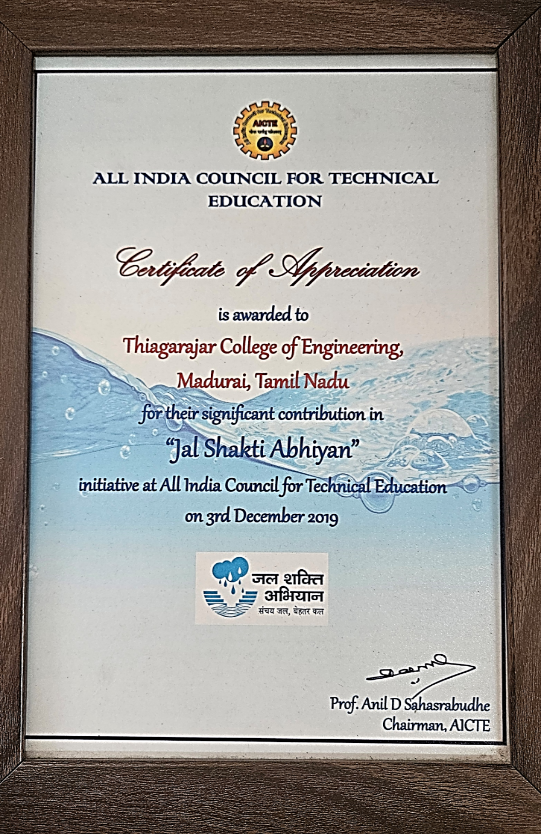 AICTE
ALL INDIA COUNCIL FOR TECHNICAL
EDUCATION
Certificate of Appreciation
is awarded to
Thiagarajar College of Engineering,
Madurai, Tamil Nadu
for their significant contribution in
“Jal Shakti Abhiyan”
initiative at All India Council for Technical Education
on 3rd December 2019
जल शक्ति
अभियान
संचय जल, बेहतर कल
Prof. Anil D Sahasrabudhe
Chairman, AICTE